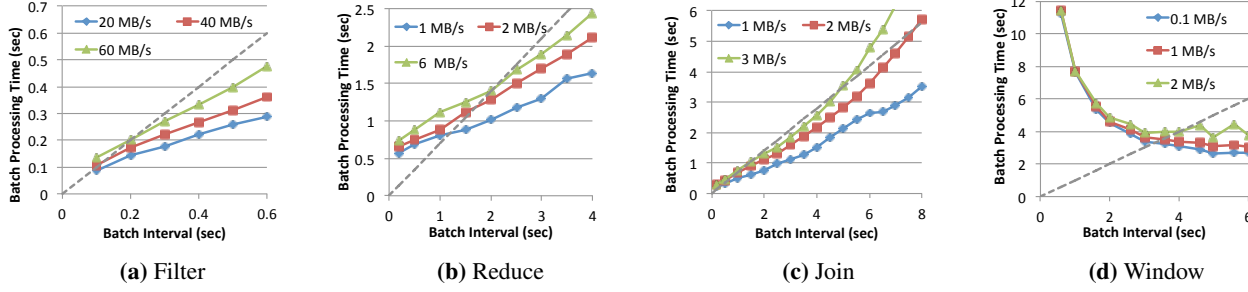 Batch Processing Time (sec)
0.7
0.6
0.5
0.4
0.3
0.2
0.1
0
20 MB/s
40 MB/s
60 MB/s
0
0.2
0.4
0.6
Batch Interval (sec)
(a) Filter
Batch Processing Time (sec)
2.5
2
1.5
1
0.5
0
1 MB/s
2 MB/s
6 MB/s
0
1
2
3
4
Batch Interval (sec)
(b) Reduce
Batch Processing Time (sec)
6
5
4
3
2
1
0
1 MB/s
2 MB/s
3 MB/s
0
2
4
6
8
Batch Interval (sec)
(c) Join
Batch Processing Time (sec)
12
10
8
6
4
2
0
0.1 MB/s
1 MB/s
2 MB/s
0
2
4
6
Batch Interval (sec)
(d) Window